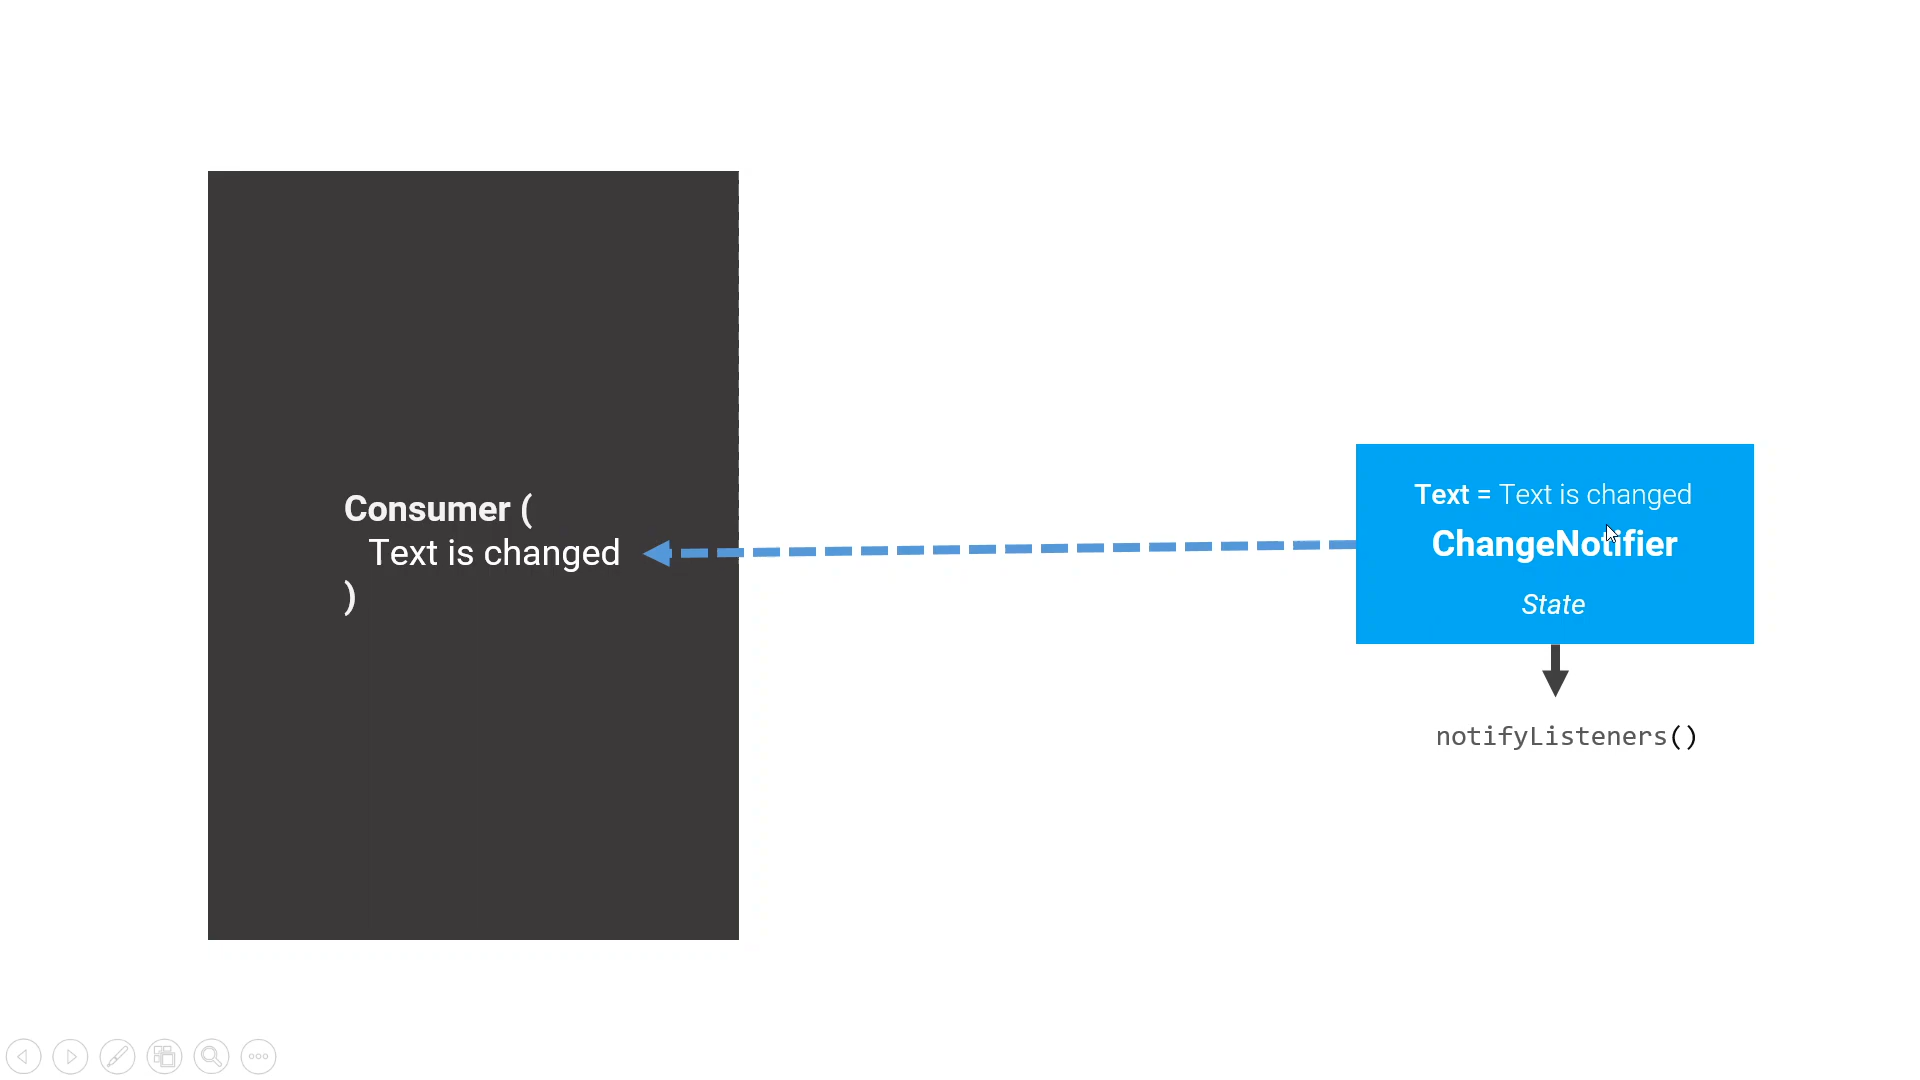 Consumer (
Text is changed
)
Text = Text is changed
ChangeNotifier
State
notifyListeners()